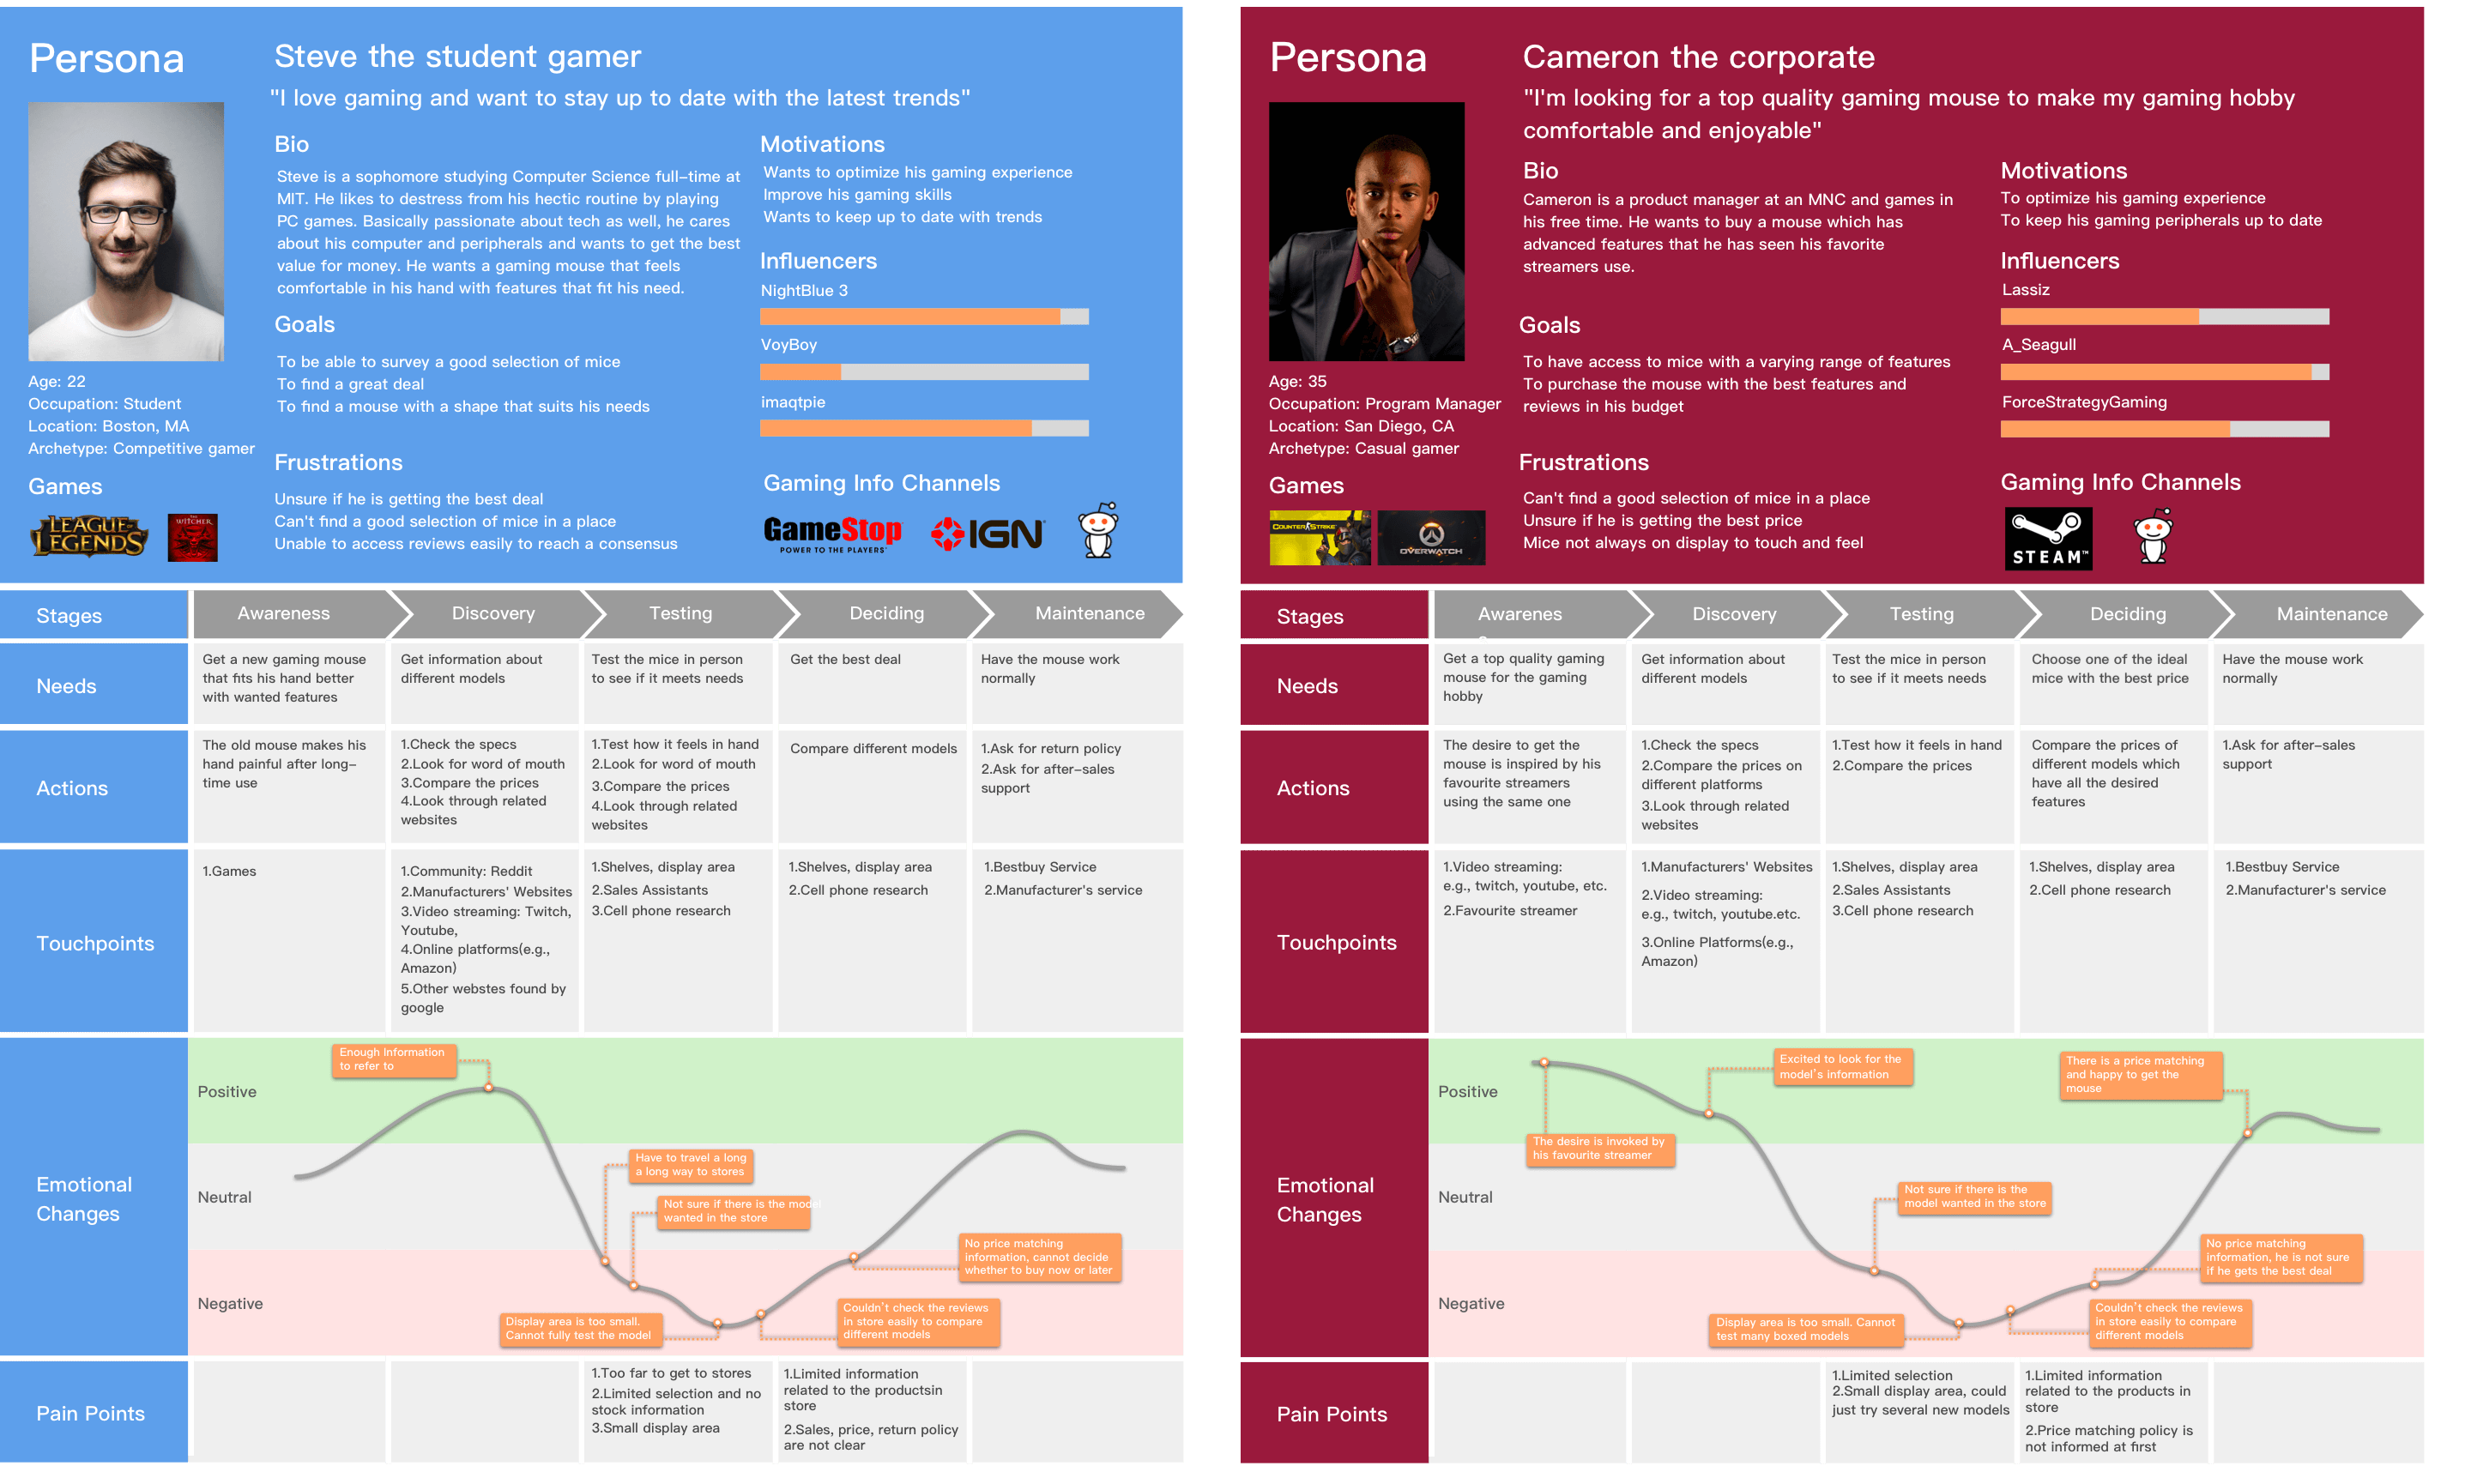 Persona
Steve the student gamer
"I love gaming and want to stay up to date with the latest trends"
Bio
Steve is a sophomore studying Computer Science full-time at
MIT. He likes to destress from his hectic routine by playing
PC games. Basically passionate about tech as well, he cares
about his computer and peripherals and wants to get the best
value for money. He wants a gaming mouse that feels
comfortable in his hand with features that fit his need.
Goals
To be able to survey a good selection of mice
To find a great deal
To find a mouse with a shape that suits his needs
Frustrations
Unsure if he is getting the best deal
Can't find a good selection of mice in a place
Unable to access reviews easily to reach a consensus
Motivations
Wants to optimize his gaming experience
Improve his gaming skills
Wants to keep up to date with trends
Influencers
NightBlue 3
VoyBoy
imaqtpie
Gaming Info Channels
GameStop
POWER TO THE PLAYERS
IGN
Age: 22
Occupation: Student
Location: Boston, MA
Archetype: Competitive gamer
Games
LEAGUE
LEGENDS
WITCHER
Stages
Awareness
Discovery
Testing
Deciding
Maintenance
Needs
Get a new gaming mouse
that fits his hand better
with wanted features
Get information about
different models
Test the mice in person
to see if it meets needs
Get the best deal
Have the mouse work
normally
Actions
The old mouse makes his
hand painful after long-
time use
1.Check the specs
2.Look for word of mouth
3.Compare the prices
4.Look through related
websites
1.Test how it feels in hand
2.Look for word of mouth
3.Compare the prices
4.Look through related
websites
Compare different models
1.Ask for return policy
2.Ask for after-sales
support
Touchpoints
1.Games
1.Community: Reddit
2.Manufacturers' Websites
3.Video streaming: Twitch,
Youtube,
4.Online platforms(e.g.,
Amazon)
5.Other webstes found by
google
1.Shelves, display area
2.Sales Assistants
3.Cell phone research
1.Shelves, display area
2.Cell phone research
1.Bestbuy Service
2.Manufacturer's service
Emotional
Changes
Positive
Neutral
Negative
Enough Information
to refer to
Have to travel a long
a long way to stores
Not sure if there is the model
wanted in the store
Display area is too small.
Cannot fully test the model
Couldn't check the reviews
in store easily to compare
different models
No price matching
information, cannot decide
whether to buy now or later
Pain Points
1.Too far to get to stores
2.Limited selection and no
stock information
3.Small display area
1.Limited information
related to the productsin
store
2.Sales, price, return policy
are not clear
Persona
Cameron the corporate
"I'm looking for a top quality gaming mouse to make my gaming hobby
comfortable and enjoyable"
Bio
Cameron is a product manager at an MNC and games in
his free time. He wants to buy a mouse which has
advanced features that he has seen his favorite
streamers use.
Goals
To have access to mice with a varying range of features
To purchase the mouse with the best features and
reviews in his budget
Frustrations
Can't find a good selection of mice in a place
Unsure if he is getting the best price
Mice not always on display to touch and feel
Motivations
To optimize his gaming experience
To keep his gaming peripherals up to date
Influencers
Lassiz
A_Seagull
ForceStrategyGaming
Gaming Info Channels
STEAM™
Age: 35
Occupation: Program Manager
Location: San Diego, CA
Archetype: Casual gamer
Games
COUNTER STRIKE
OVERWATCH
Stages
Awarenes
Discovery
Testing
Deciding
Maintenance
Needs
Get a top quality gaming
mouse for the gaming
hobby
Get information about
different models
Test the mice in person
to see if it meets needs
Choose one of the ideal
mice with the best price
Have the mouse work
normally
Actions
The desire to get the
mouse is inspired by his
favourite streamers
using the same one
1.Check the specs
2.Compare the prices on
different platforms
3.Look through related
websites
1.Test how it feels in hand
2.Compare the prices
Compare the prices of
different models which
have all the desired
features
1.Ask for after-sales
support
Touchpoints
1.Video streaming:
e.g., twitch, youtube, etc.
2.Favourite streamer
1.Manufacturers' Websites
2.Video streaming:
e.g., twitch, youtube.etc.
3.Online Platforms(e.g.,
Amazon)
1.Shelves, display area
2.Sales Assistants
3.Cell phone research
1.Shelves, display area
2.Cell phone research
1.Bestbuy Service
2.Manufacturer's service
Emotional
Changes
Positive
Neutral
Negative
The desire is invoked by
his favourite streamer
Excited to look for the
model's information
Not sure if there is the
model wanted in the store
Display area is too small. Cannot
test many boxed models
Couldn't check the reviews
in store easily to compare
different models
No price matching
information, he is not sure
if he gets the best deal
There is a price matching
and happy to get the
mouse
Pain Points
1.Limited selection
2.Small display area, could
just try several new models
1.Limited information
related to the products in
store
2.Price matching policy is
not informed at first